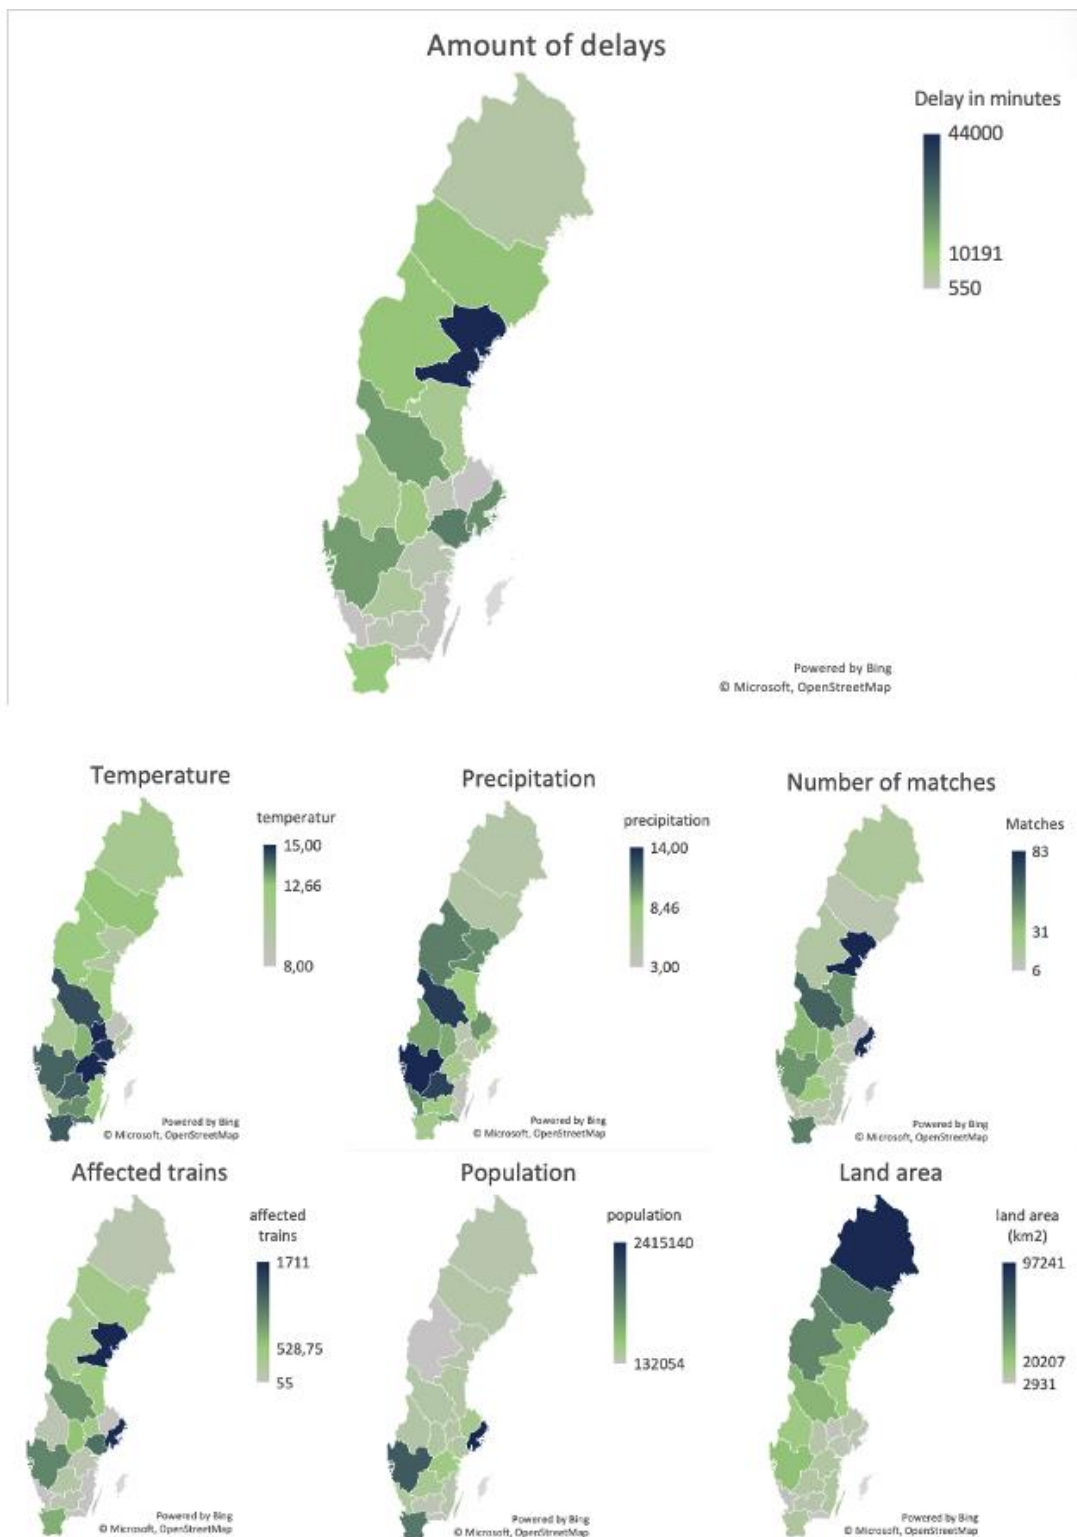 Amount of delays
Delay in minutes
44000
10191
550
Powered by Bing
© Microsoft, OpenStreetMap
Temperature
temperatur
15,00
12,66
8,00
Powered by Bing
© Microsoft, OpenStreetMap
Precipitation
precipitation
14,00
8,46
3,00
Powered by Bing
© Microsoft, OpenStreetMap
Number of matches
Matches
83
31
6
Powered by Bing
© Microsoft, OpenStreetMap
Affected trains
affected
trains
1711
528,75
55
Powered by Bing
© Microsoft, OpenStreetMap
Population
population
2415140
132054
Powered by Bing
© Microsoft, OpenStreetMap
Land area
land area
(km2)
97241
20207
2931
Powered by Bing
© Microsoft, OpenStreetMap